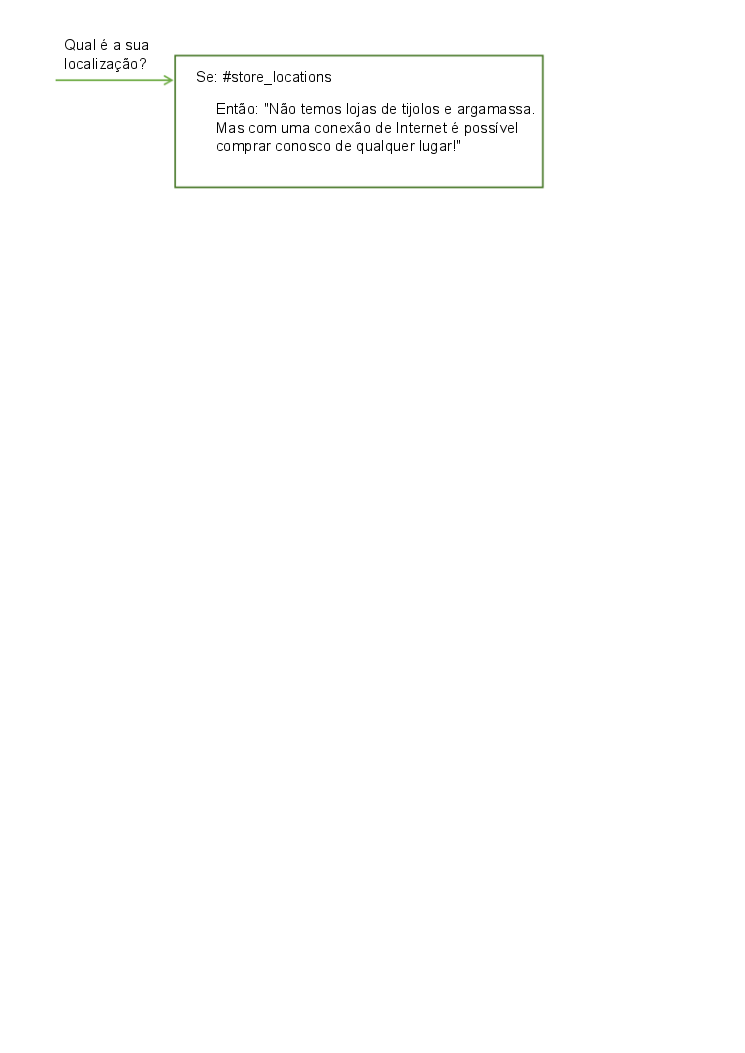 Qual é a sua
localização?
Se: #store_locations
Então: "Não temos lojas de tijolos e argamassa.
Mas com uma conexão de Internet é possível
comprar conosco de qualquer lugar!"